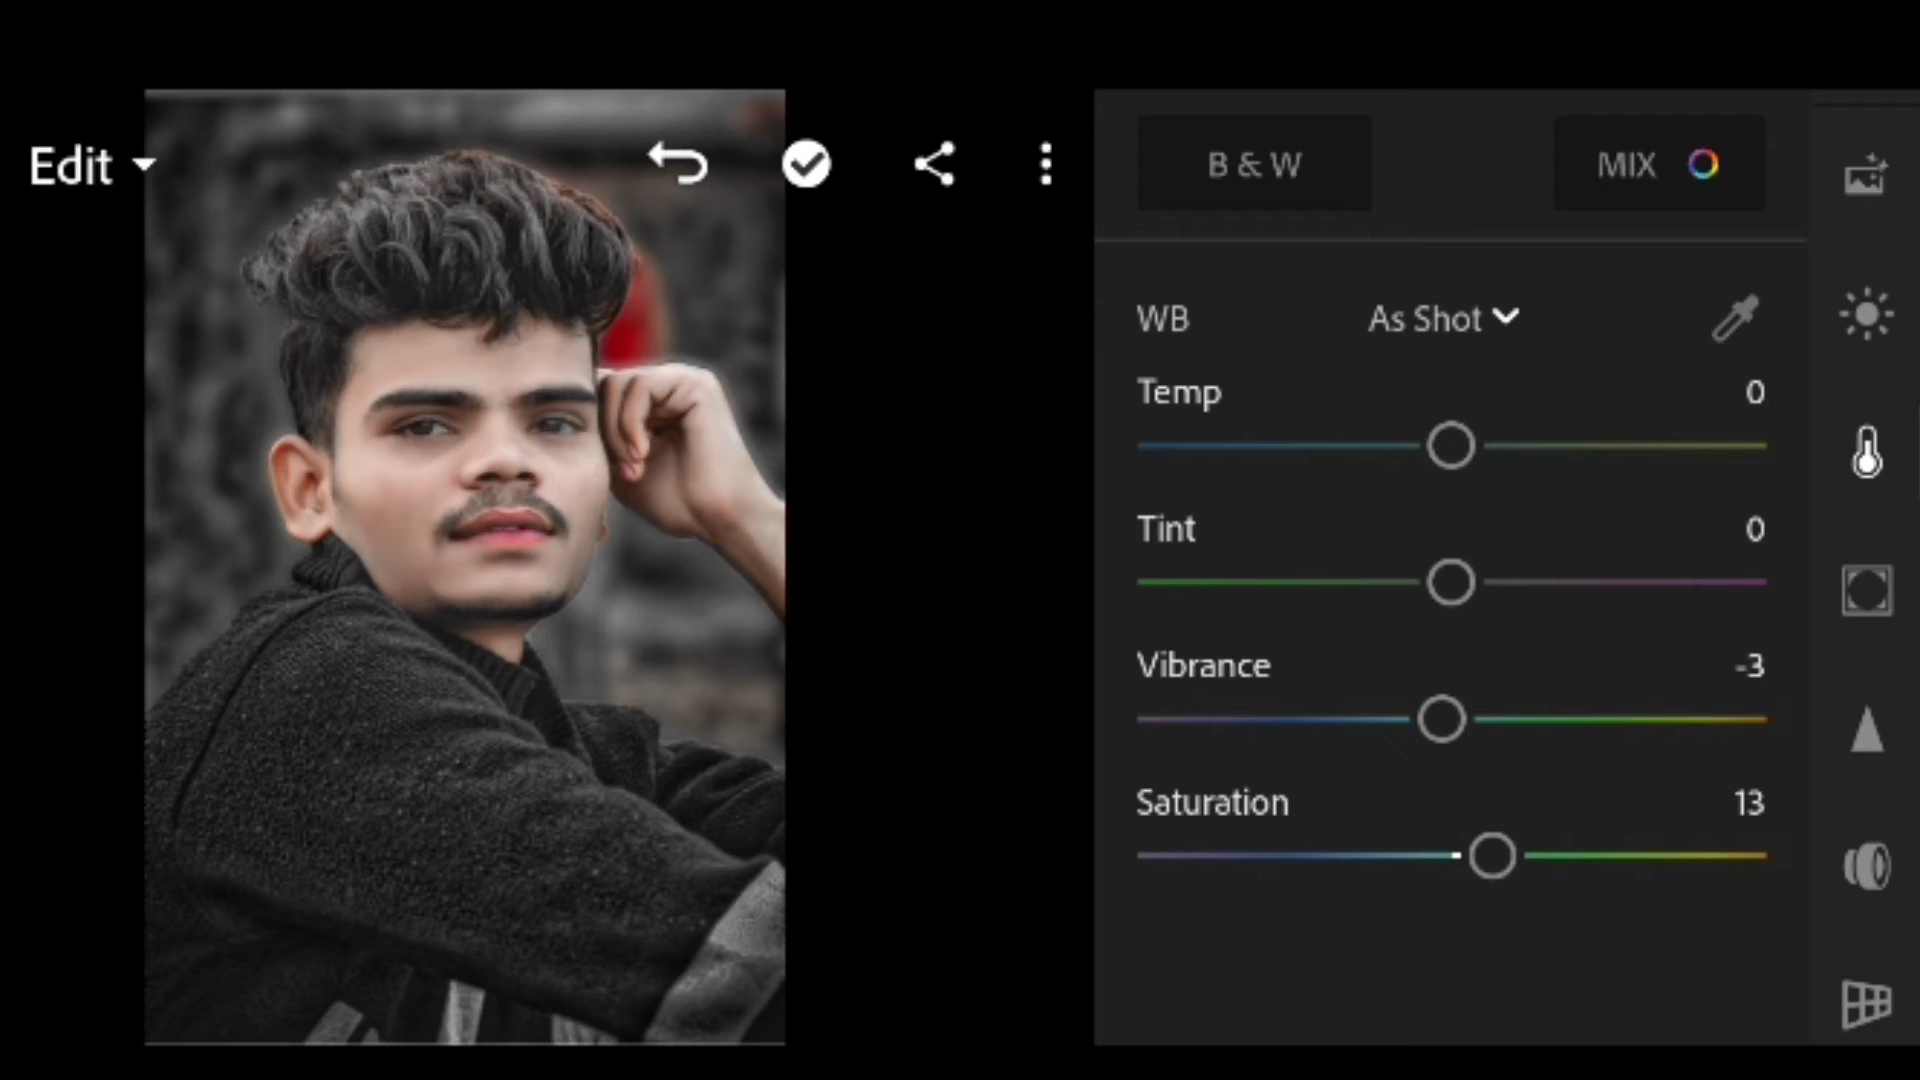 Edit
B & W
MIX
WB As Shot
Temp 0
Tint 0
Vibrance -3
Saturation 13